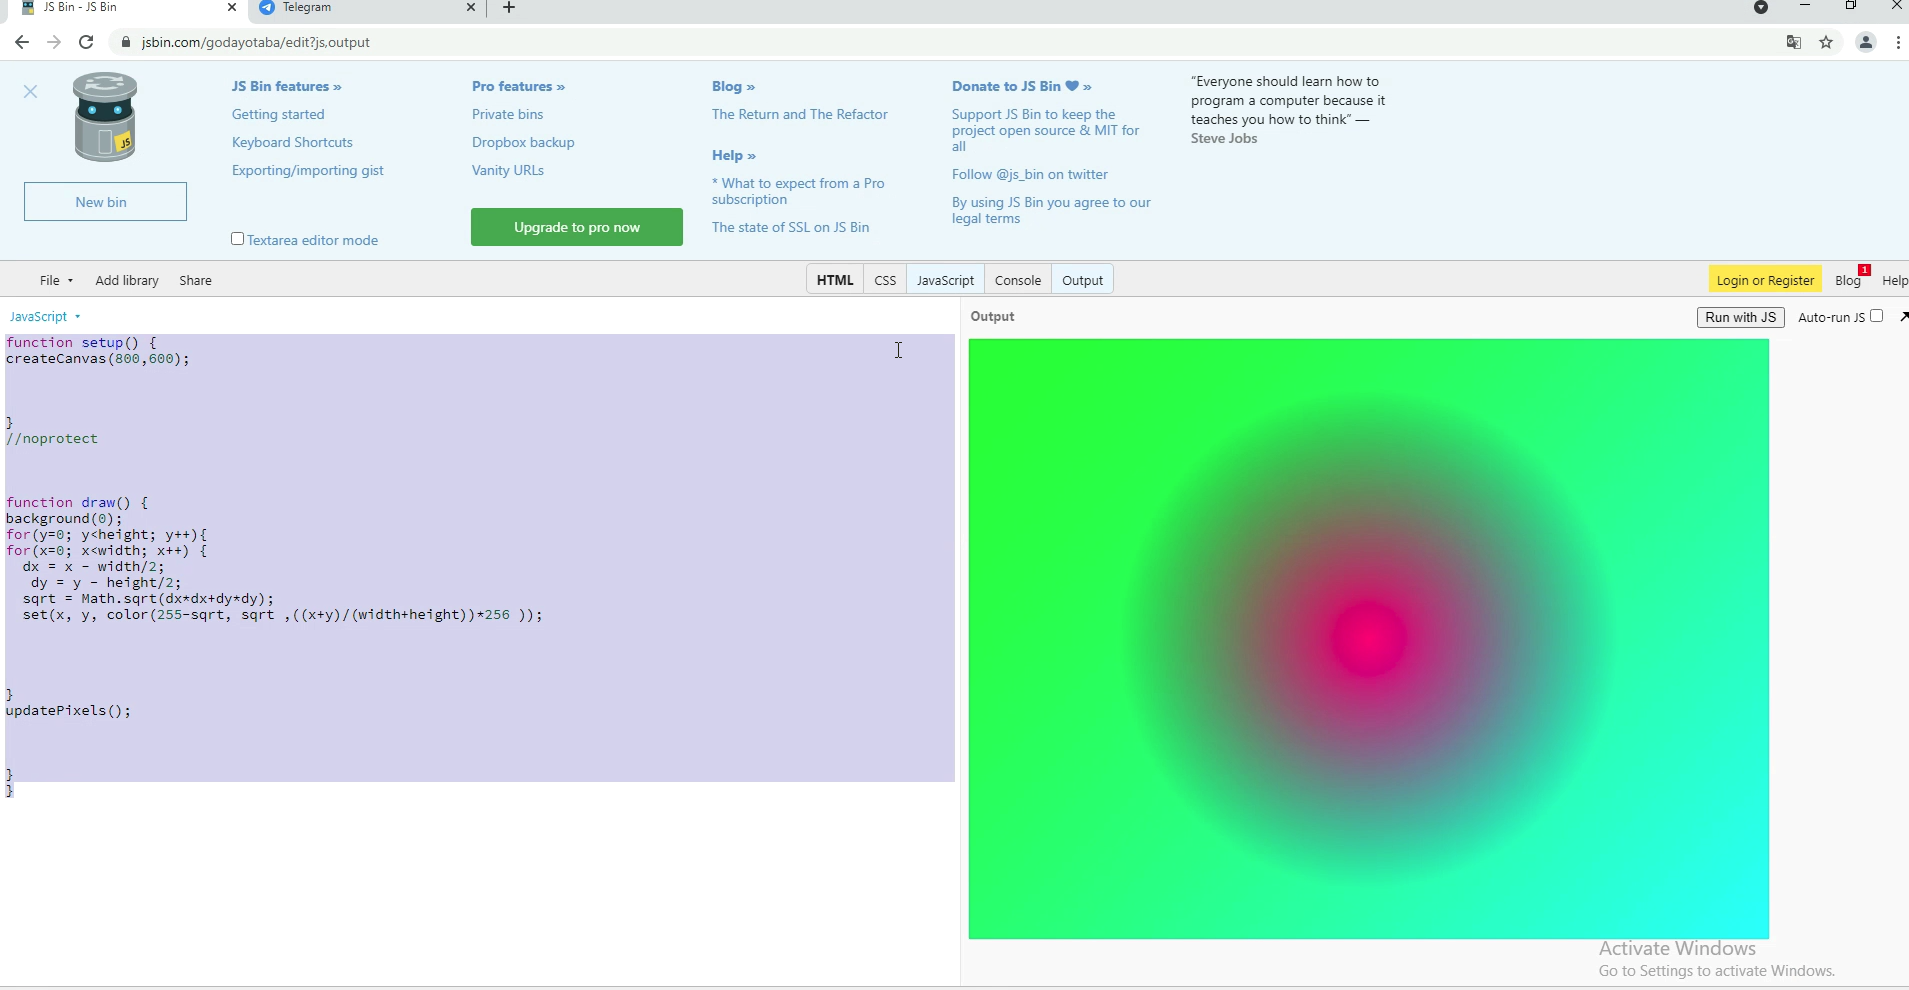 JS Bin - JS Bin
Telegram
jsbin.com/godayotaba/edit?js,output
JS
New bin
JS Bin features »
Getting started
Keyboard Shortcuts
Exporting/importing gist
Textarea editor mode
Pro features »
Private bins
Dropbox backup
Vanity URLs
Upgrade to pro now
Blog »
The Return and The Refactor
Help »
* What to expect from a Pro
subscription
The state of SSL on JS Bin
Donate to JS Bin ❤ »
Support JS Bin to keep the
project open source & MIT for
all
Follow @js_bin on twitter
By using JS Bin you agree to our
legal terms
“Everyone should learn how to
program a computer because it
teaches you how to think” —
Steve Jobs
File Add library Share HTML CSS JavaScript Console Output Login or Register Blog 1 Help
JavaScript
function setup() {
createCanvas(800,600);
}
//noprotect
function draw() {
background(0);
for(y=0; y<height; y++){
for(x=0; x<width; x++) {
dx = x - width/2;
dy = y - height/2;
sqrt = Math.sqrt(dx*dx+dy*dy);
set(x, y, color(255-sqrt, sqrt ,((x+y)/(width+height))*256 ));
}
updatePixels();
}
}
Output Run with JS Auto-run JS
Activate Windows
Go to Settings to activate Windows.